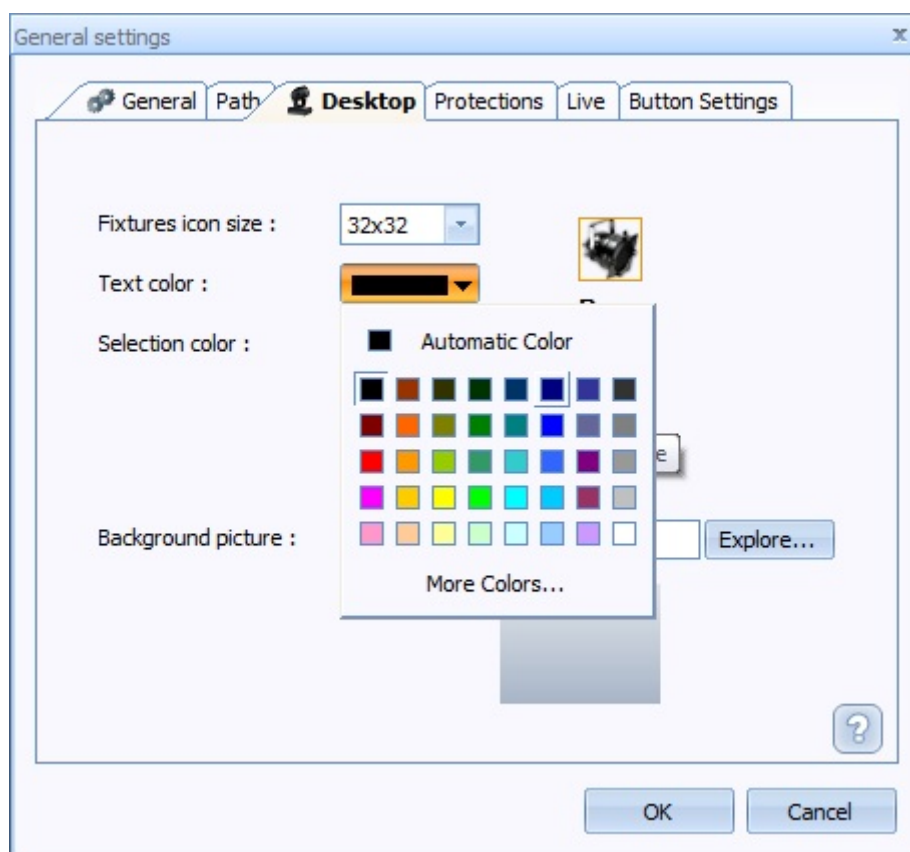 General settings
x
General Path Desktop Protections Live Button Settings
Fixtures icon size : 32x32
Text color :
Selection color :
Automatic Color
e
Background picture : Explore...
More Colors...
?
OK Cancel